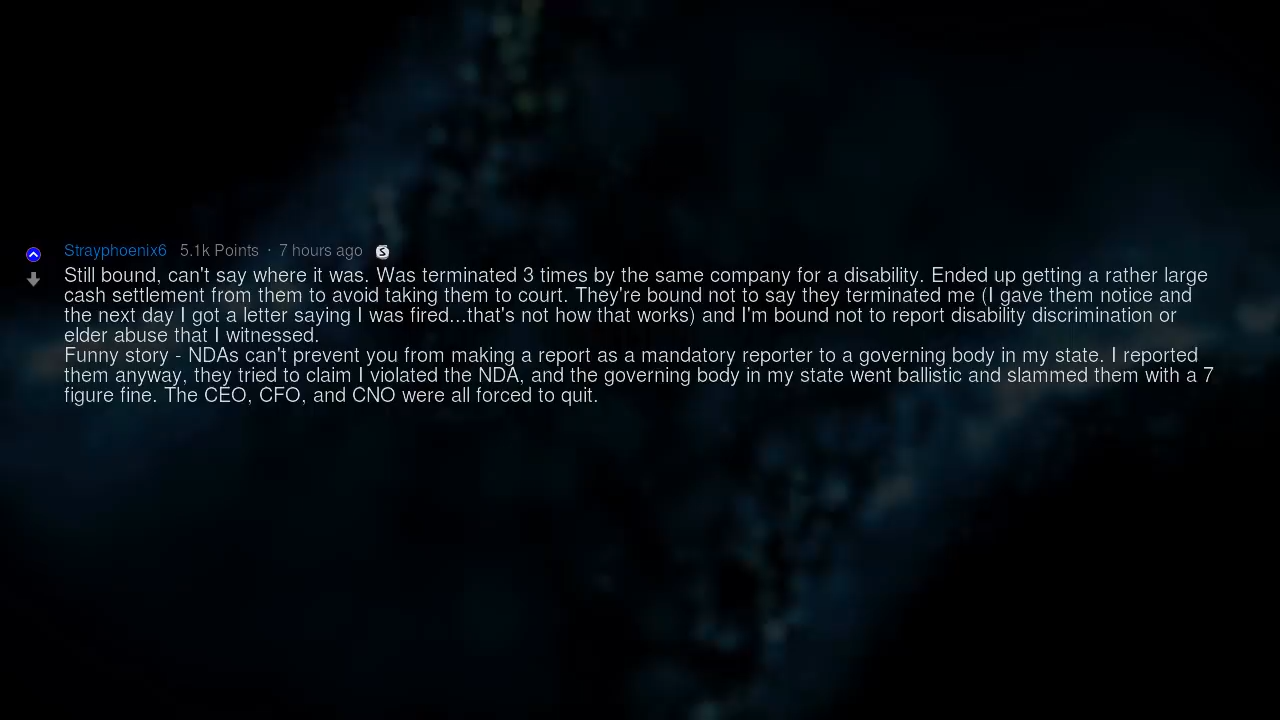 Strayphoenix6 5.1k Points · 7 hours ago
Still bound, can't say where it was. Was terminated 3 times by the same company for a disability. Ended up getting a rather large
cash settlement from them to avoid taking them to court. They're bound not to say they terminated me (I gave them notice and
the next day I got a letter saying I was fired...that's not how that works) and I'm bound not to report disability discrimination or
elder abuse that I witnessed.
Funny story - NDAs can't prevent you from making a report as a mandatory reporter to a governing body in my state. I reported
them anyway, they tried to claim I violated the NDA, and the governing body in my state went ballistic and slammed them with a 7
figure fine. The CEO, CFO, and CNO were all forced to quit.